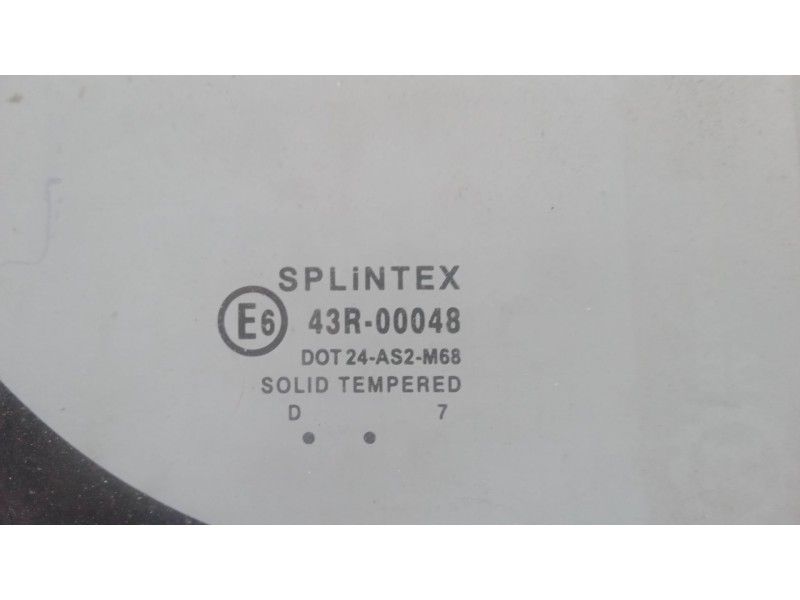 SPLiNTEX
E6 43R-00048
DOT 24-AS2-M68
SOLID TEMPERED
D 7